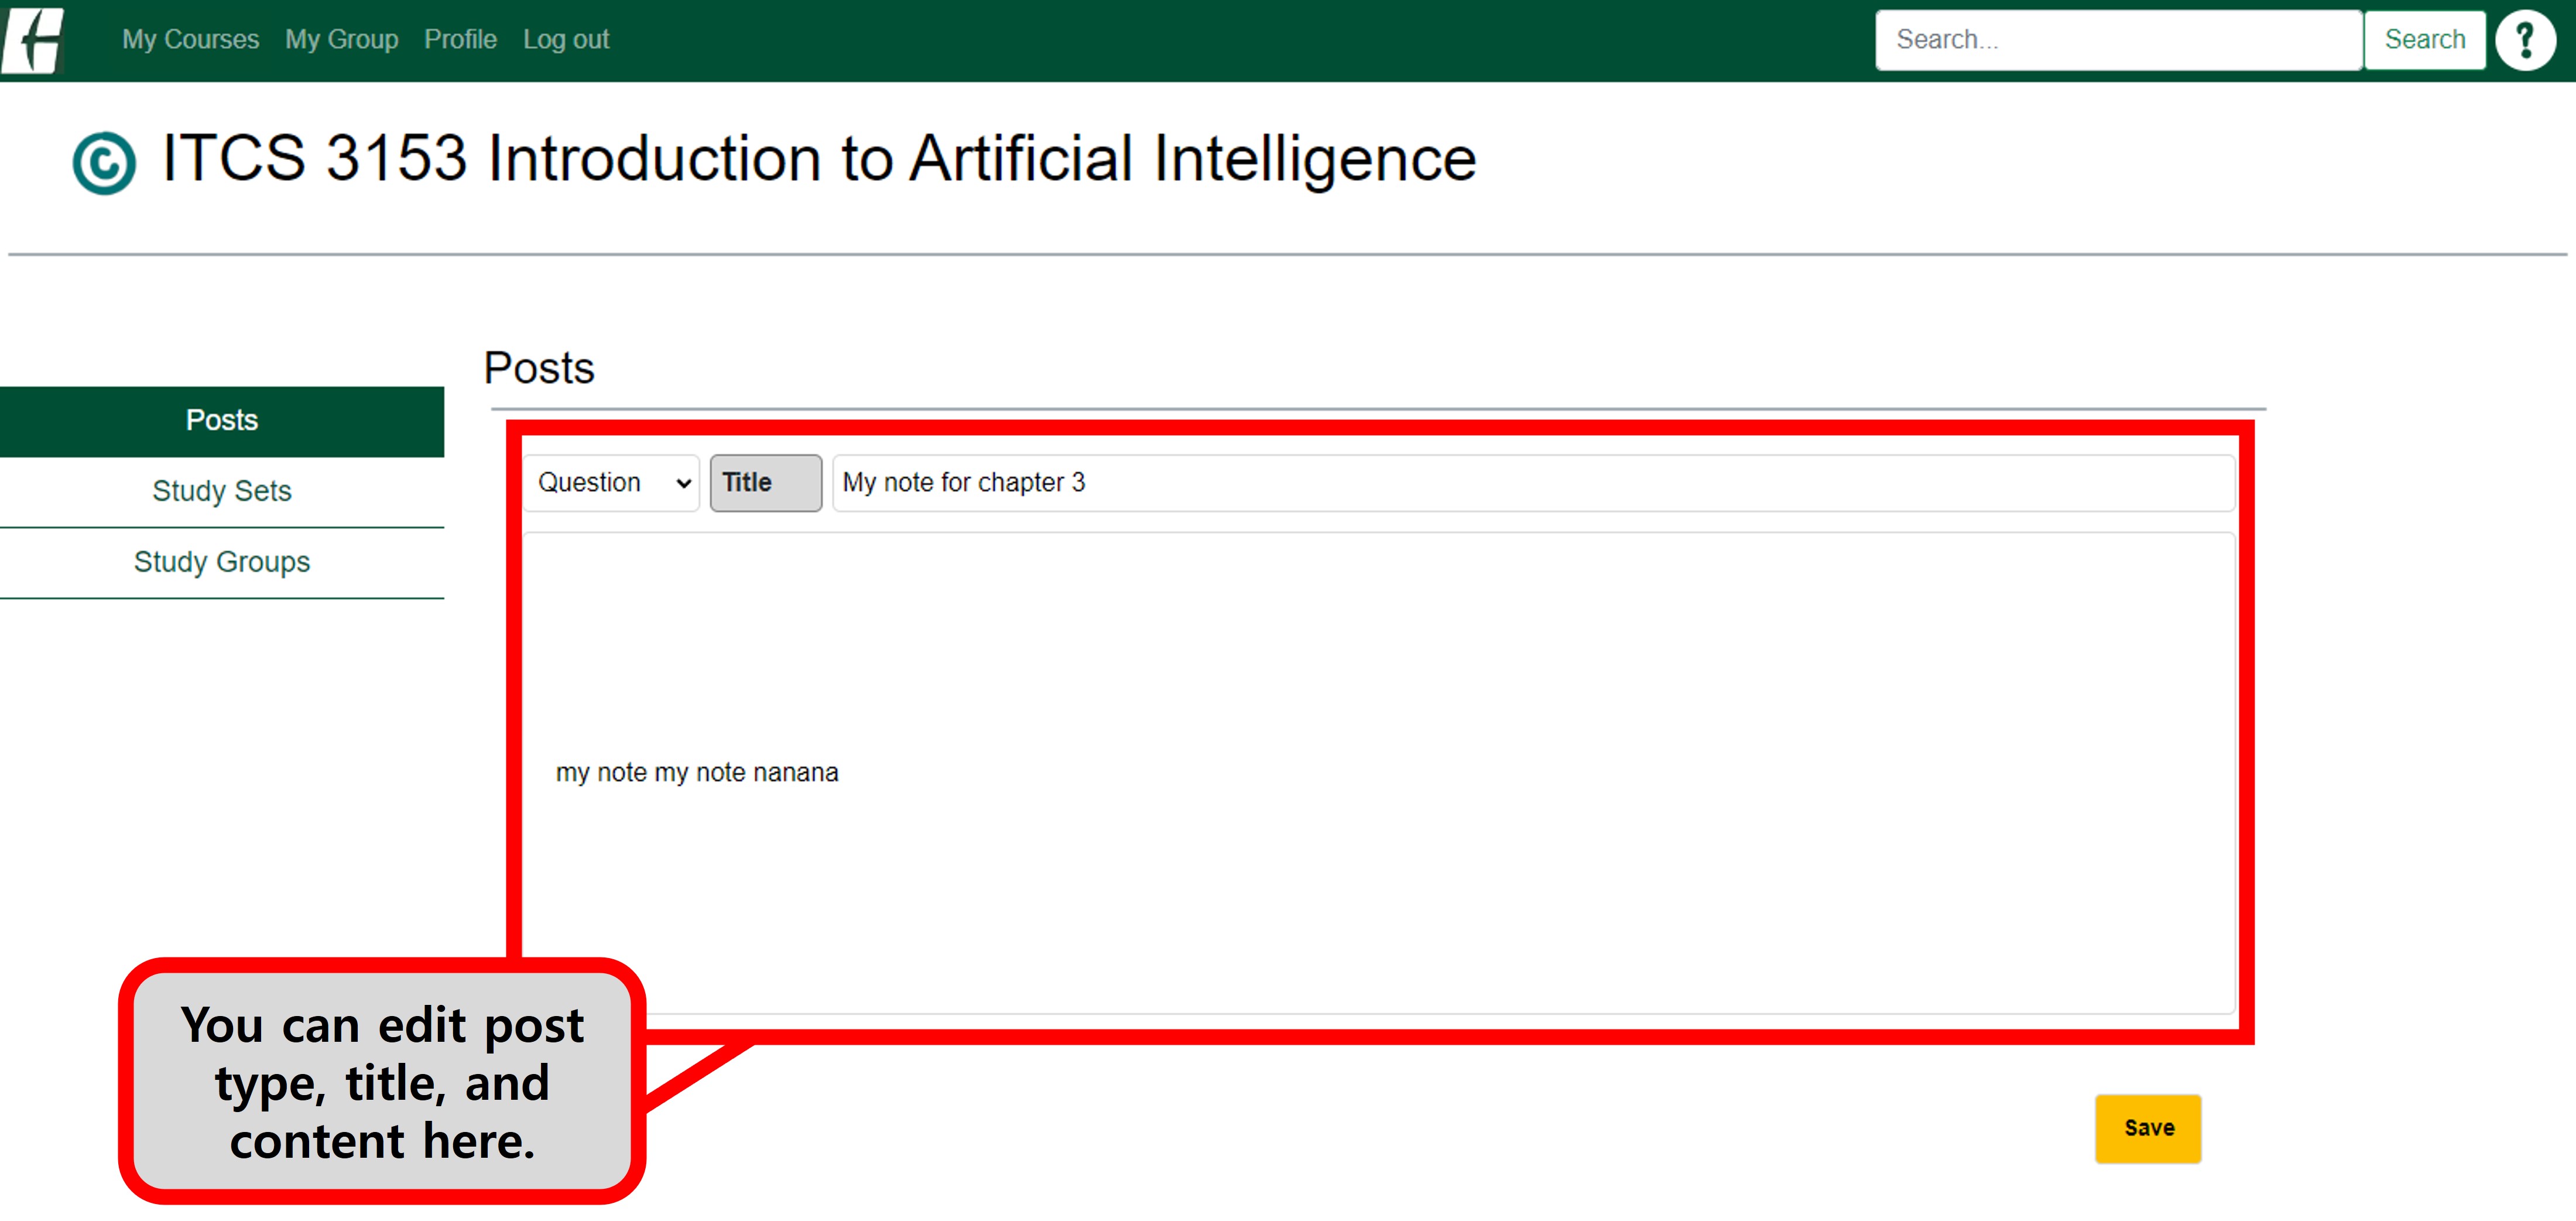 My Courses My Group Profile Log out Search... Search ?
© ITCS 3153 Introduction to Artificial Intelligence
Posts
Posts
Study Sets
Study Groups
Question Title My note for chapter 3
my note my note nanana
You can edit post
type, title, and
content here.
Save